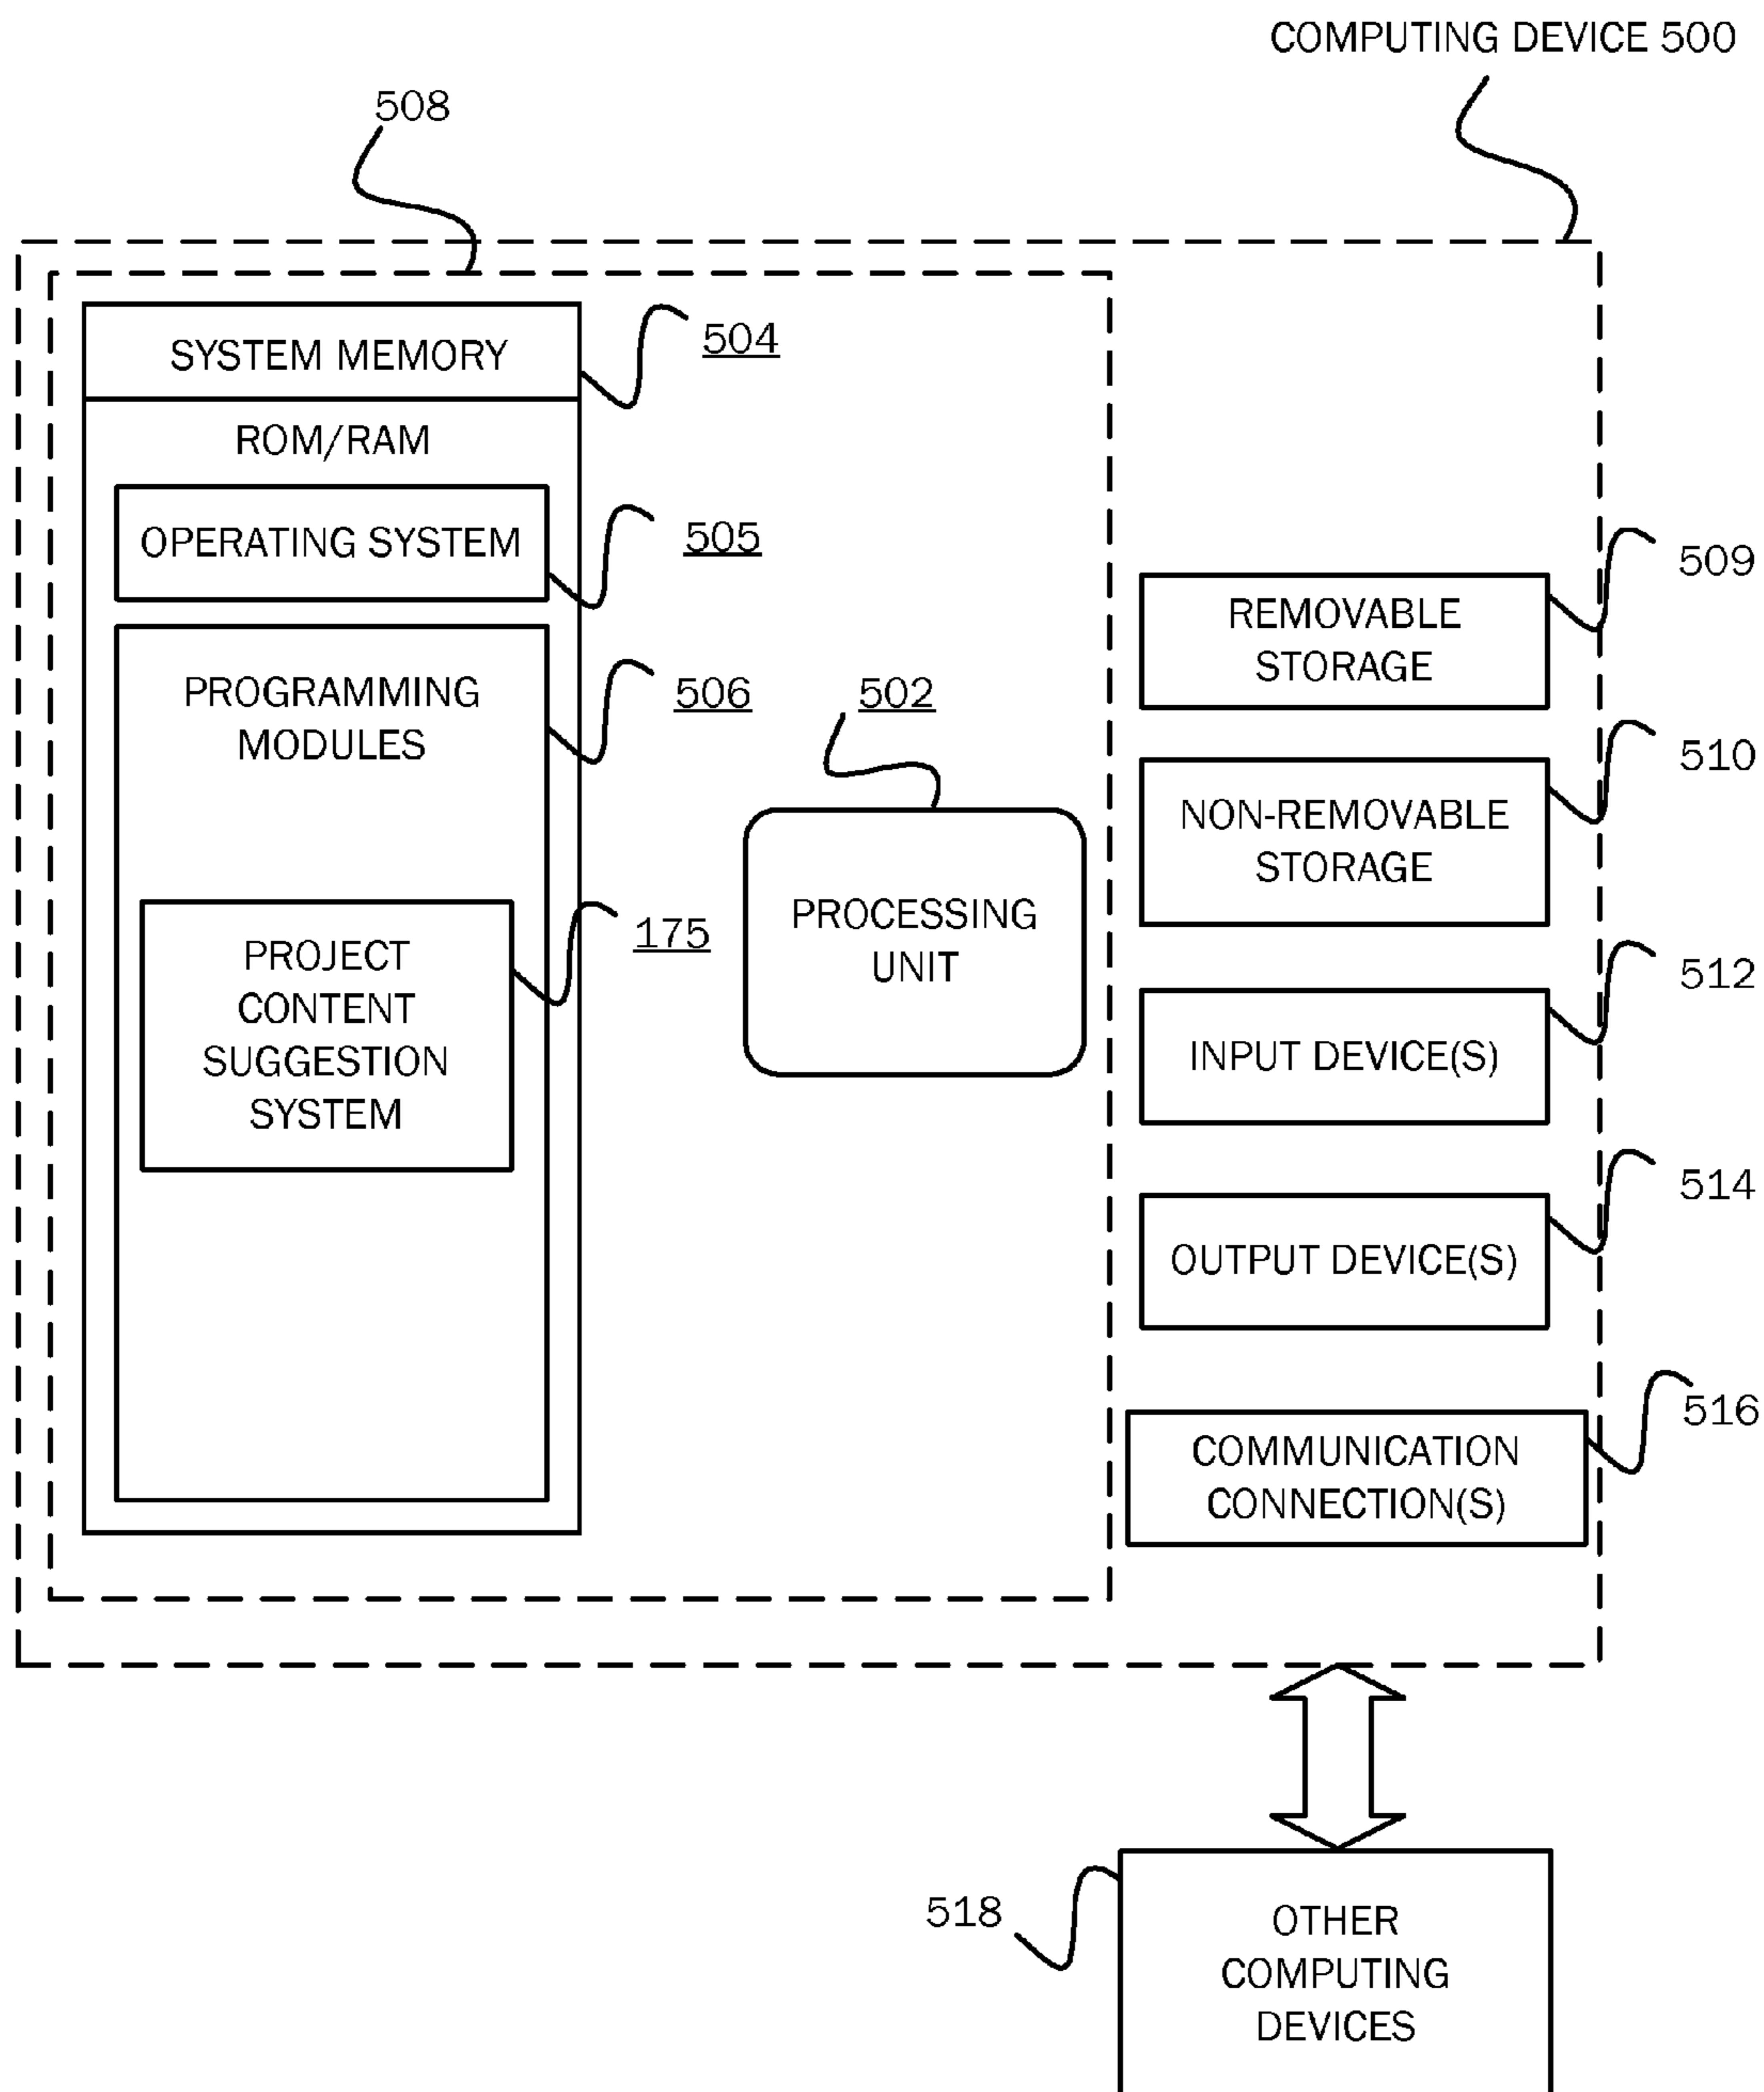 COMPUTING DEVICE 500
508
SYSTEM MEMORY
504
ROM/RAM
OPERATING SYSTEM
505
PROGRAMMING
MODULES
506
PROJECT
CONTENT
SUGGESTION
SYSTEM
175
502
PROCESSING
UNIT
REMOVABLE
STORAGE
509
NON-REMOVABLE
STORAGE
510
INPUT DEVICE(S)
512
OUTPUT DEVICE(S)
514
COMMUNICATION
CONNECTION(S)
516
518
OTHER
COMPUTING
DEVICES